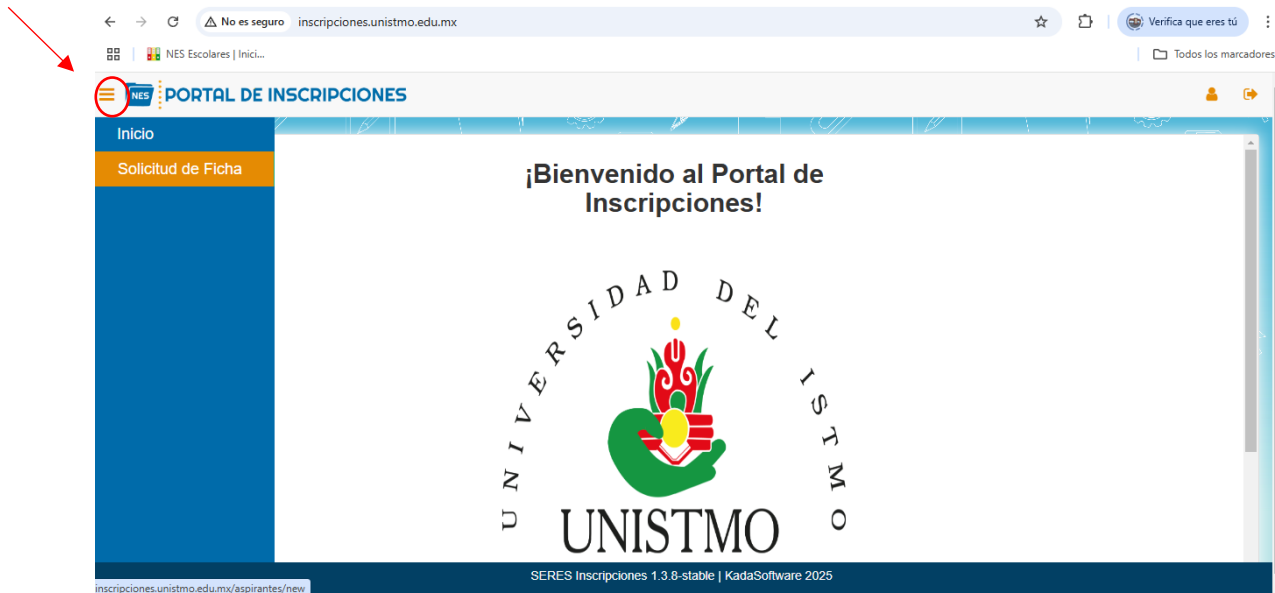 No es seguro inscripciones.unistmo.edu.mx Verifica que eres tú
NES Escolares | Inici... Todos los marcadores
NES PORTAL DE INSCRIPCIONES
Inicio
Solicitud de Ficha
¡Bienvenido al Portal de
Inscripciones!
UNIVERSIDAD DEL ISTMO
UNISTMO
SERES Inscripciones 1.3.8-stable | KadaSoftware 2025
inscripciones.unistmo.edu.mx/aspirantes/new